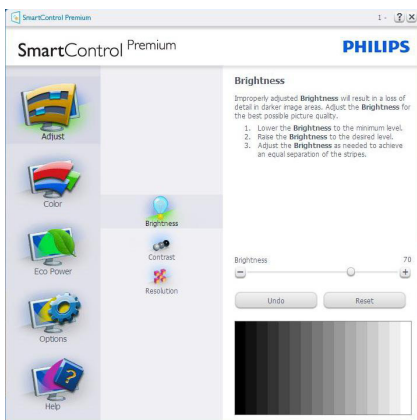 SmartControl Premium
1 -
? X
SmartControl Premium
PHILIPS
Adjust
Color
Eco Power
Options
Help
Brightness
Contrast
Resolution
Brightness
Improperly adjusted Brightness will result in a loss of
detail in darker image areas. Adjust the Brightness for
the best possible picture quality.
1. Lower the Brightness to the minimum level.
2. Raise the Brightness to the desired level.
3. Adjust the Brightness as needed to achieve
an equal separation of the stripes.
Brightness 70
Undo Reset